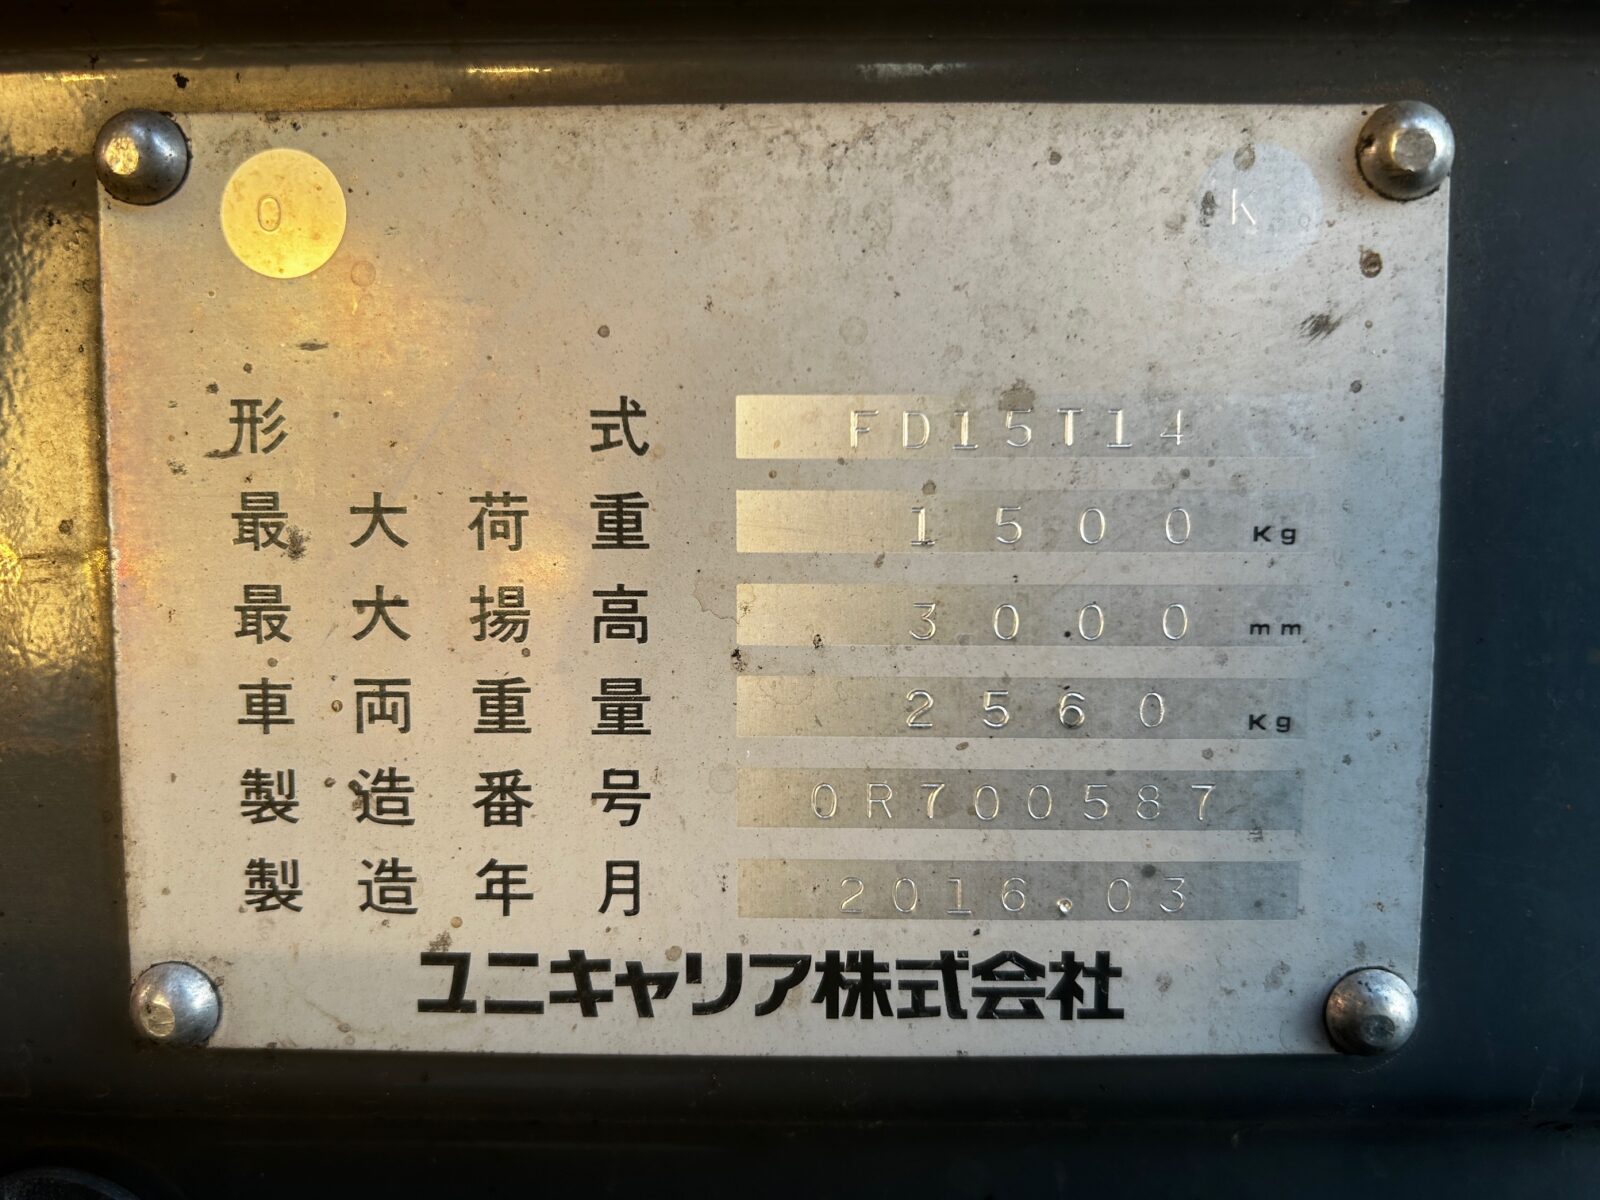 O K
形式 FD15T14
最大荷重 1500 Kg
最大揚高 3000 mm
車両重量 2560 Kg
製造番号 0R700587
製造年月 2016.03
ユニキャリア株式会社